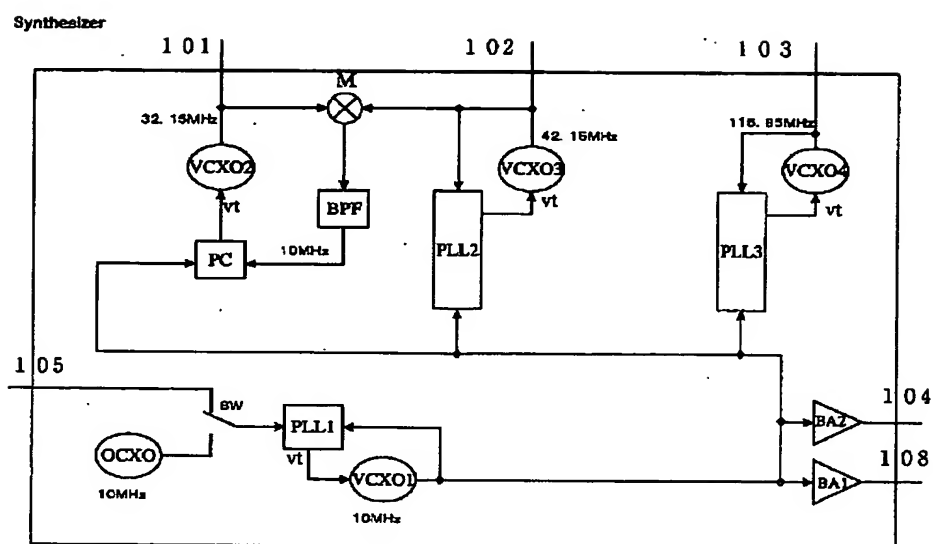 Synthesizer
101
102
103
M
32. 15MHz
42. 15MHz
115. 85MHz
VCXO2
VCXO3
VCXO4
vt
BPF
vt
vt
10MHz
PC
PLL2
PLL3
105
SW
104
PLL1
BA2
OCXO
vt
VCXO1
108
BA1
10MHz
10MHz